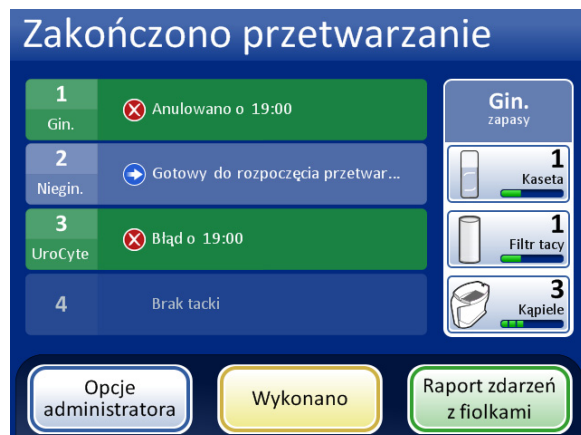 Zakończono przetwarzanie
1
Gin.
Anulowano o 19:00
2
Niegin.
Gotowy do rozpoczęcia przetwar...
3
UroCyte
Błąd o 19:00
4
Brak tacki
Gin.
zapasy
1
Kaseta
1
Filtr tacy
3
Kąpiele
Opcje
administratora
Wykonano
Raport zdarzeń
z fiolkami